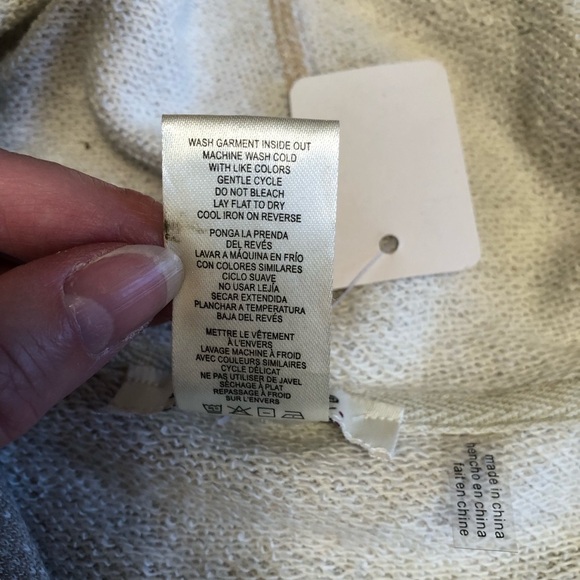 WASH GARMENT INSIDE OUT
MACHINE WASH COLD
WITH LIKE COLORS
GENTLE CYCLE
DO NOT BLEACH
LAY FLAT TO DRY
COOL IRON ON REVERSE
PONGA LA PRENDA
DEL REVÉS
LAVAR A MÁQUINA EN FRÍO
CON COLORES SIMILARES
CICLO SUAVE
NO USAR LEJÍA
SECAR EXTENDIDA
PLANCHAR A TEMPERATURA
BAJA DEL REVÉS
METTRE LE VÊTEMENT
À L'ENVERS
LAVAGE MACHINE À FROID
AVEC COULEURS SIMILAIRES
CYCLE DÉLICAT
NE PAS UTILISER DE JAVEL
SÉCHAGE À PLAT
REPASSAGE À FROID
SUR L'ENVERS
made in china
hencho en china
fait en chine